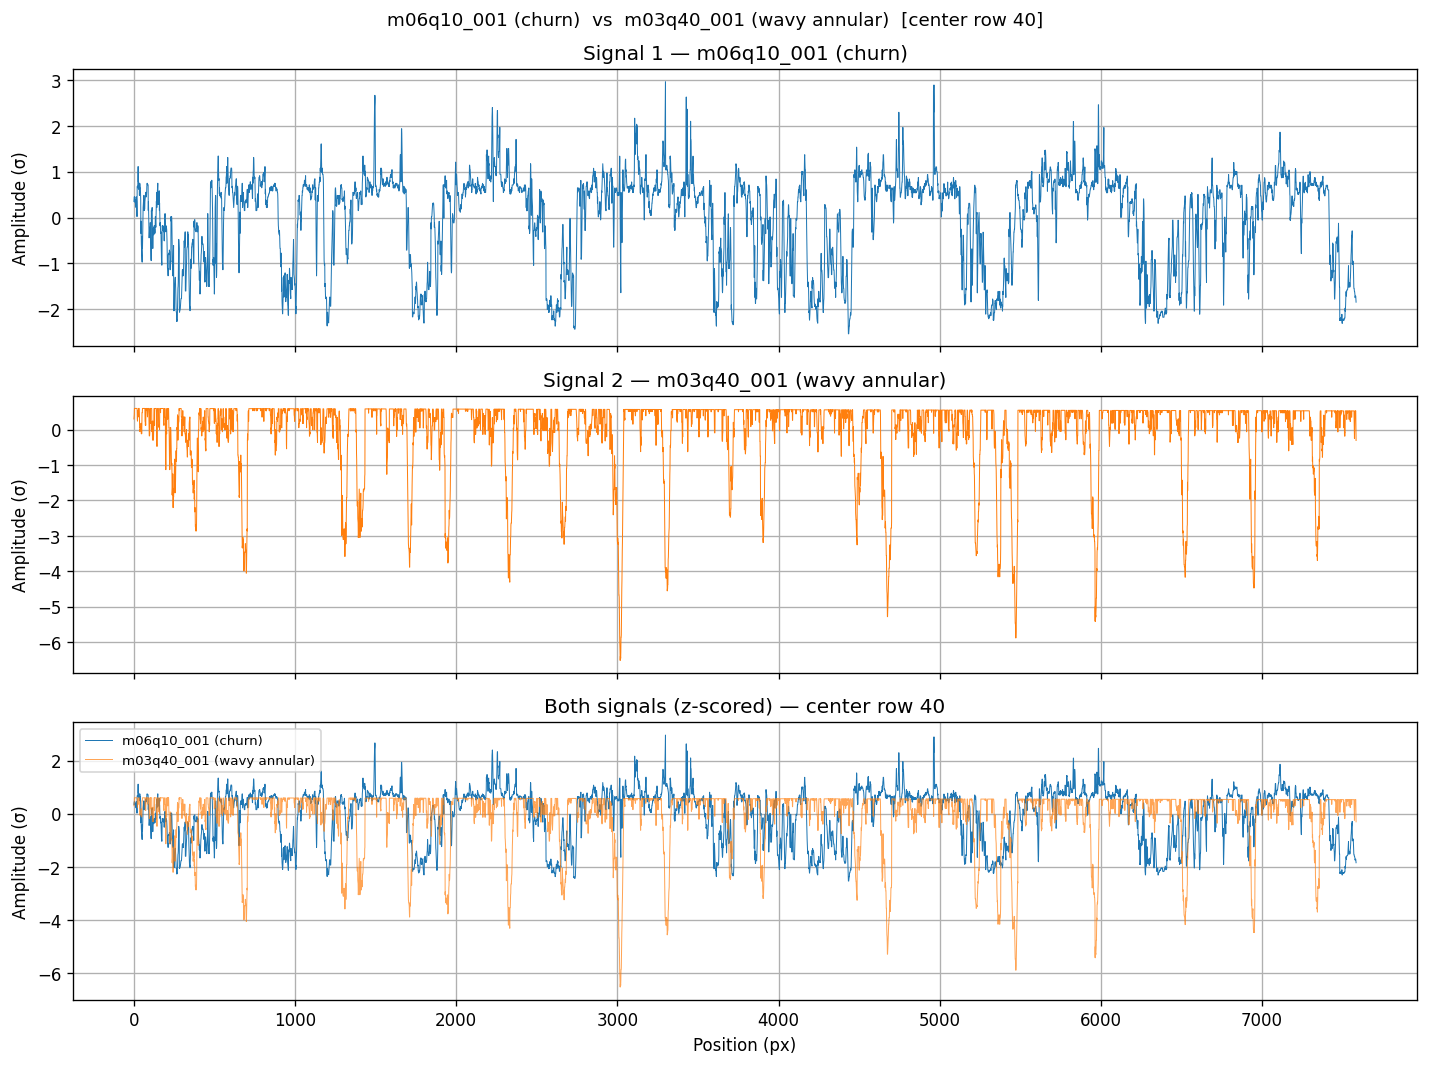 m06q10_001 (churn)  vs  m03q40_001 (wavy annular)  [center row 40]
Signal 1 — m06q10_001 (churn)
Amplitude (σ)
3
2
1
0
−1
−2
Signal 2 — m03q40_001 (wavy annular)
Amplitude (σ)
0
−1
−2
−3
−4
−5
−6
Both signals (z-scored) — center row 40
m06q10_001 (churn)
m03q40_001 (wavy annular)
Amplitude (σ)
2
0
−2
−4
−6
0 1000 2000 3000 4000 5000 6000 7000
Position (px)